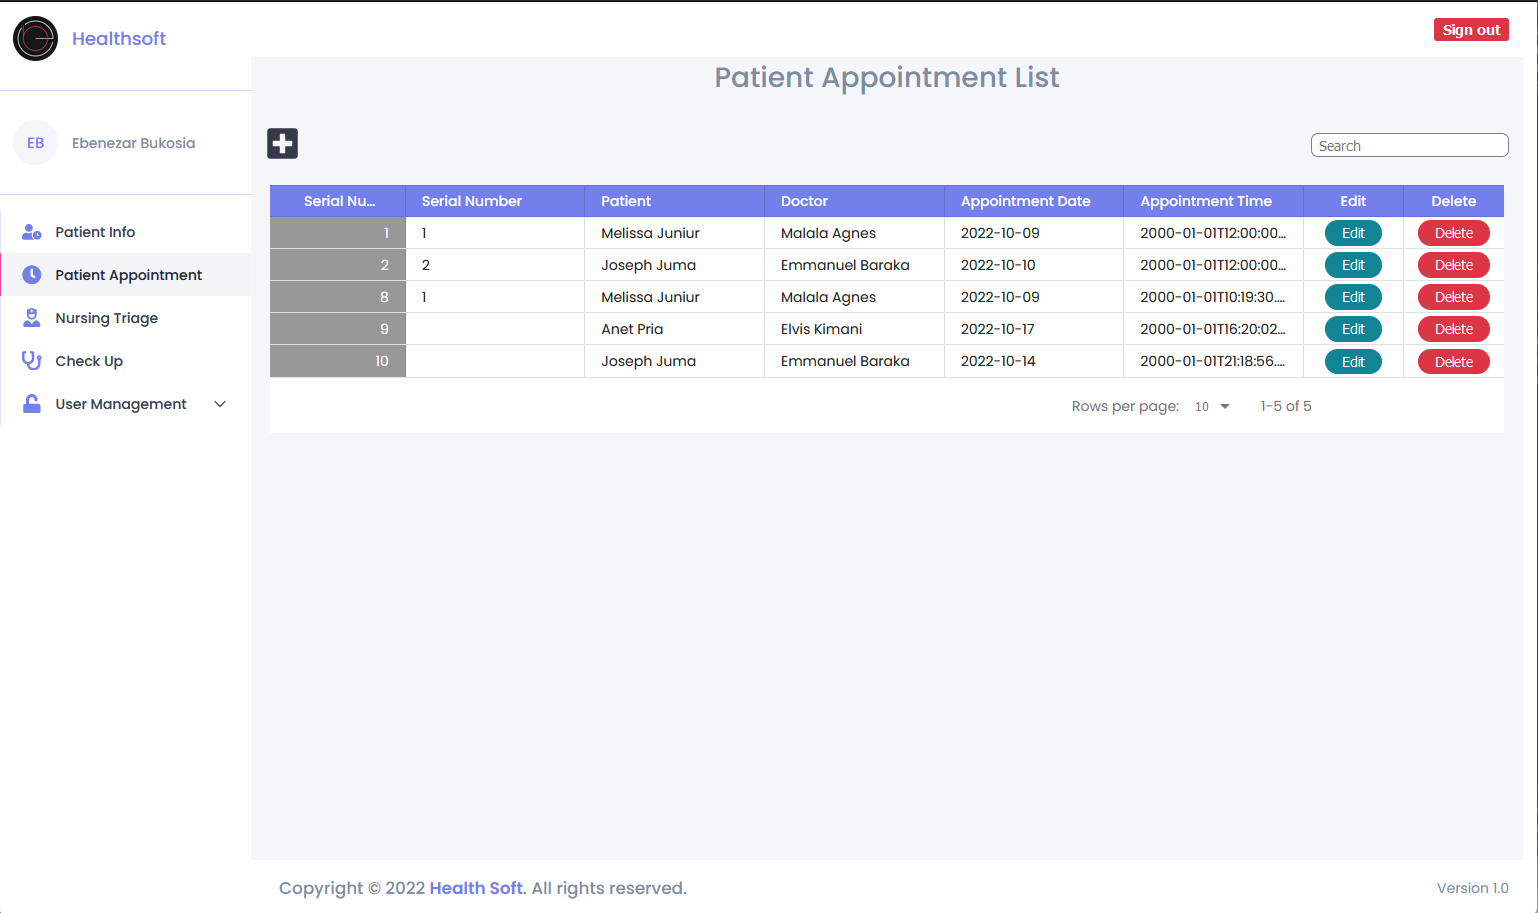 Healthsoft
Sign out
Patient Appointment List
EB Ebenezar Bukosia
Search
Patient Info
Patient Appointment
Nursing Triage
Check Up
User Management
Serial Nu... Serial Number Patient Doctor Appointment Date Appointment Time Edit Delete
1 1 Melissa Juniur Malala Agnes 2022-10-09 2000-01-01T12:00:00... Edit Delete
2 2 Joseph Juma Emmanuel Baraka 2022-10-10 2000-01-01T12:00:00... Edit Delete
8 1 Melissa Juniur Malala Agnes 2022-10-09 2000-01-01T10:19:30.... Edit Delete
9 Anet Pria Elvis Kimani 2022-10-17 2000-01-01T16:20:02... Edit Delete
10 Joseph Juma Emmanuel Baraka 2022-10-14 2000-01-01T21:18:56.... Edit Delete
Rows per page: 10 1-5 of 5
Copyright © 2022 Health Soft. All rights reserved.
Version 1.0